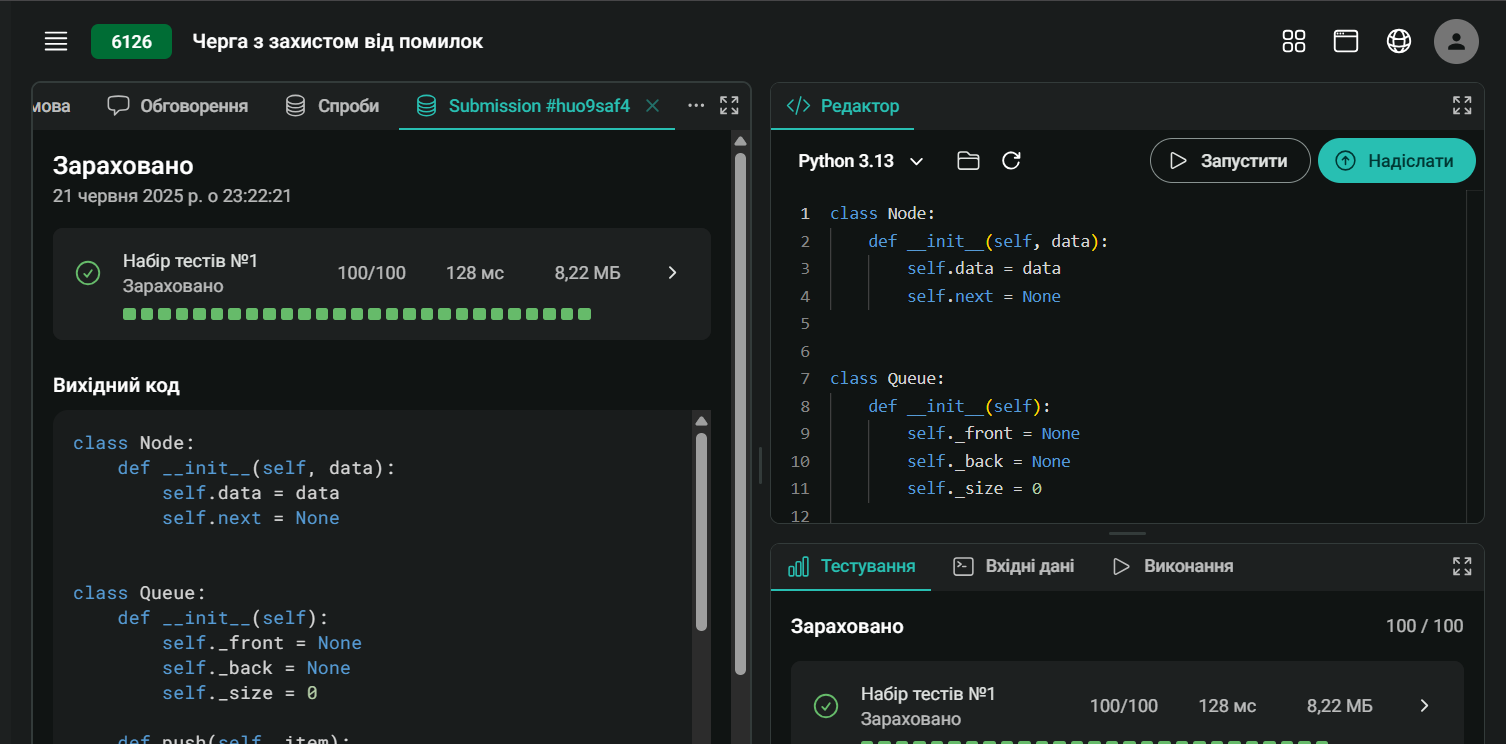 6126 Черга з захистом від помилок
мова Обговорення Спроби Submission #huo9saf4
Зараховано
21 червня 2025 р. о 23:22:21
Набір тестів №1
Зараховано
100/100 128 мс 8,22 МБ
Вихідний код
class Node:
    def __init__(self, data):
        self.data = data
        self.next = None
class Queue:
    def __init__(self):
        self._front = None
        self._back = None
        self._size = 0
    def push(self, item):
Редактор
Python 3.13 Запустити Надіслати
1 class Node:
2     def __init__(self, data):
3         self.data = data
4         self.next = None
5
6
7 class Queue:
8     def __init__(self):
9         self._front = None
10         self._back = None
11         self._size = 0
12
Тестування Вхідні дані Виконання
Зараховано 100 / 100
Набір тестів №1
Зараховано
100/100 128 мс 8,22 МБ